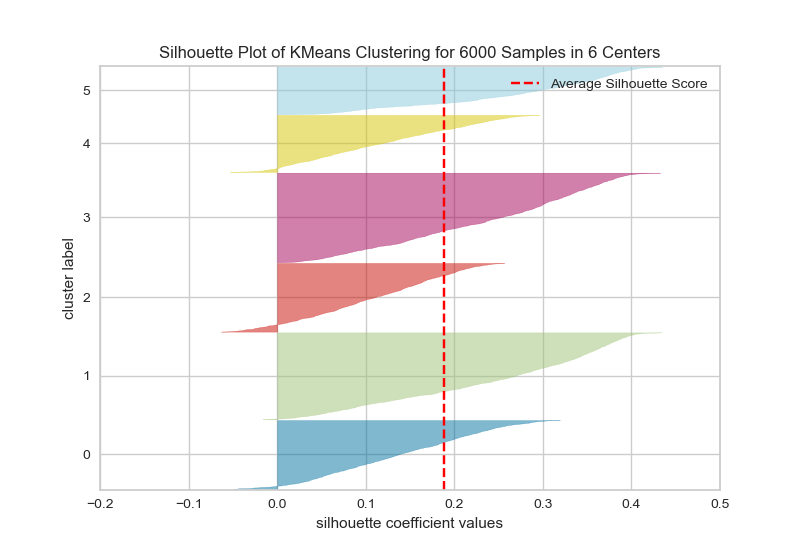 Silhouette Plot of KMeans Clustering for 6000 Samples in 6 Centers
Average Silhouette Score
5
4
3
2
1
0
cluster label
−0.2 −0.1 0.0 0.1 0.2 0.3 0.4 0.5
silhouette coefficient values